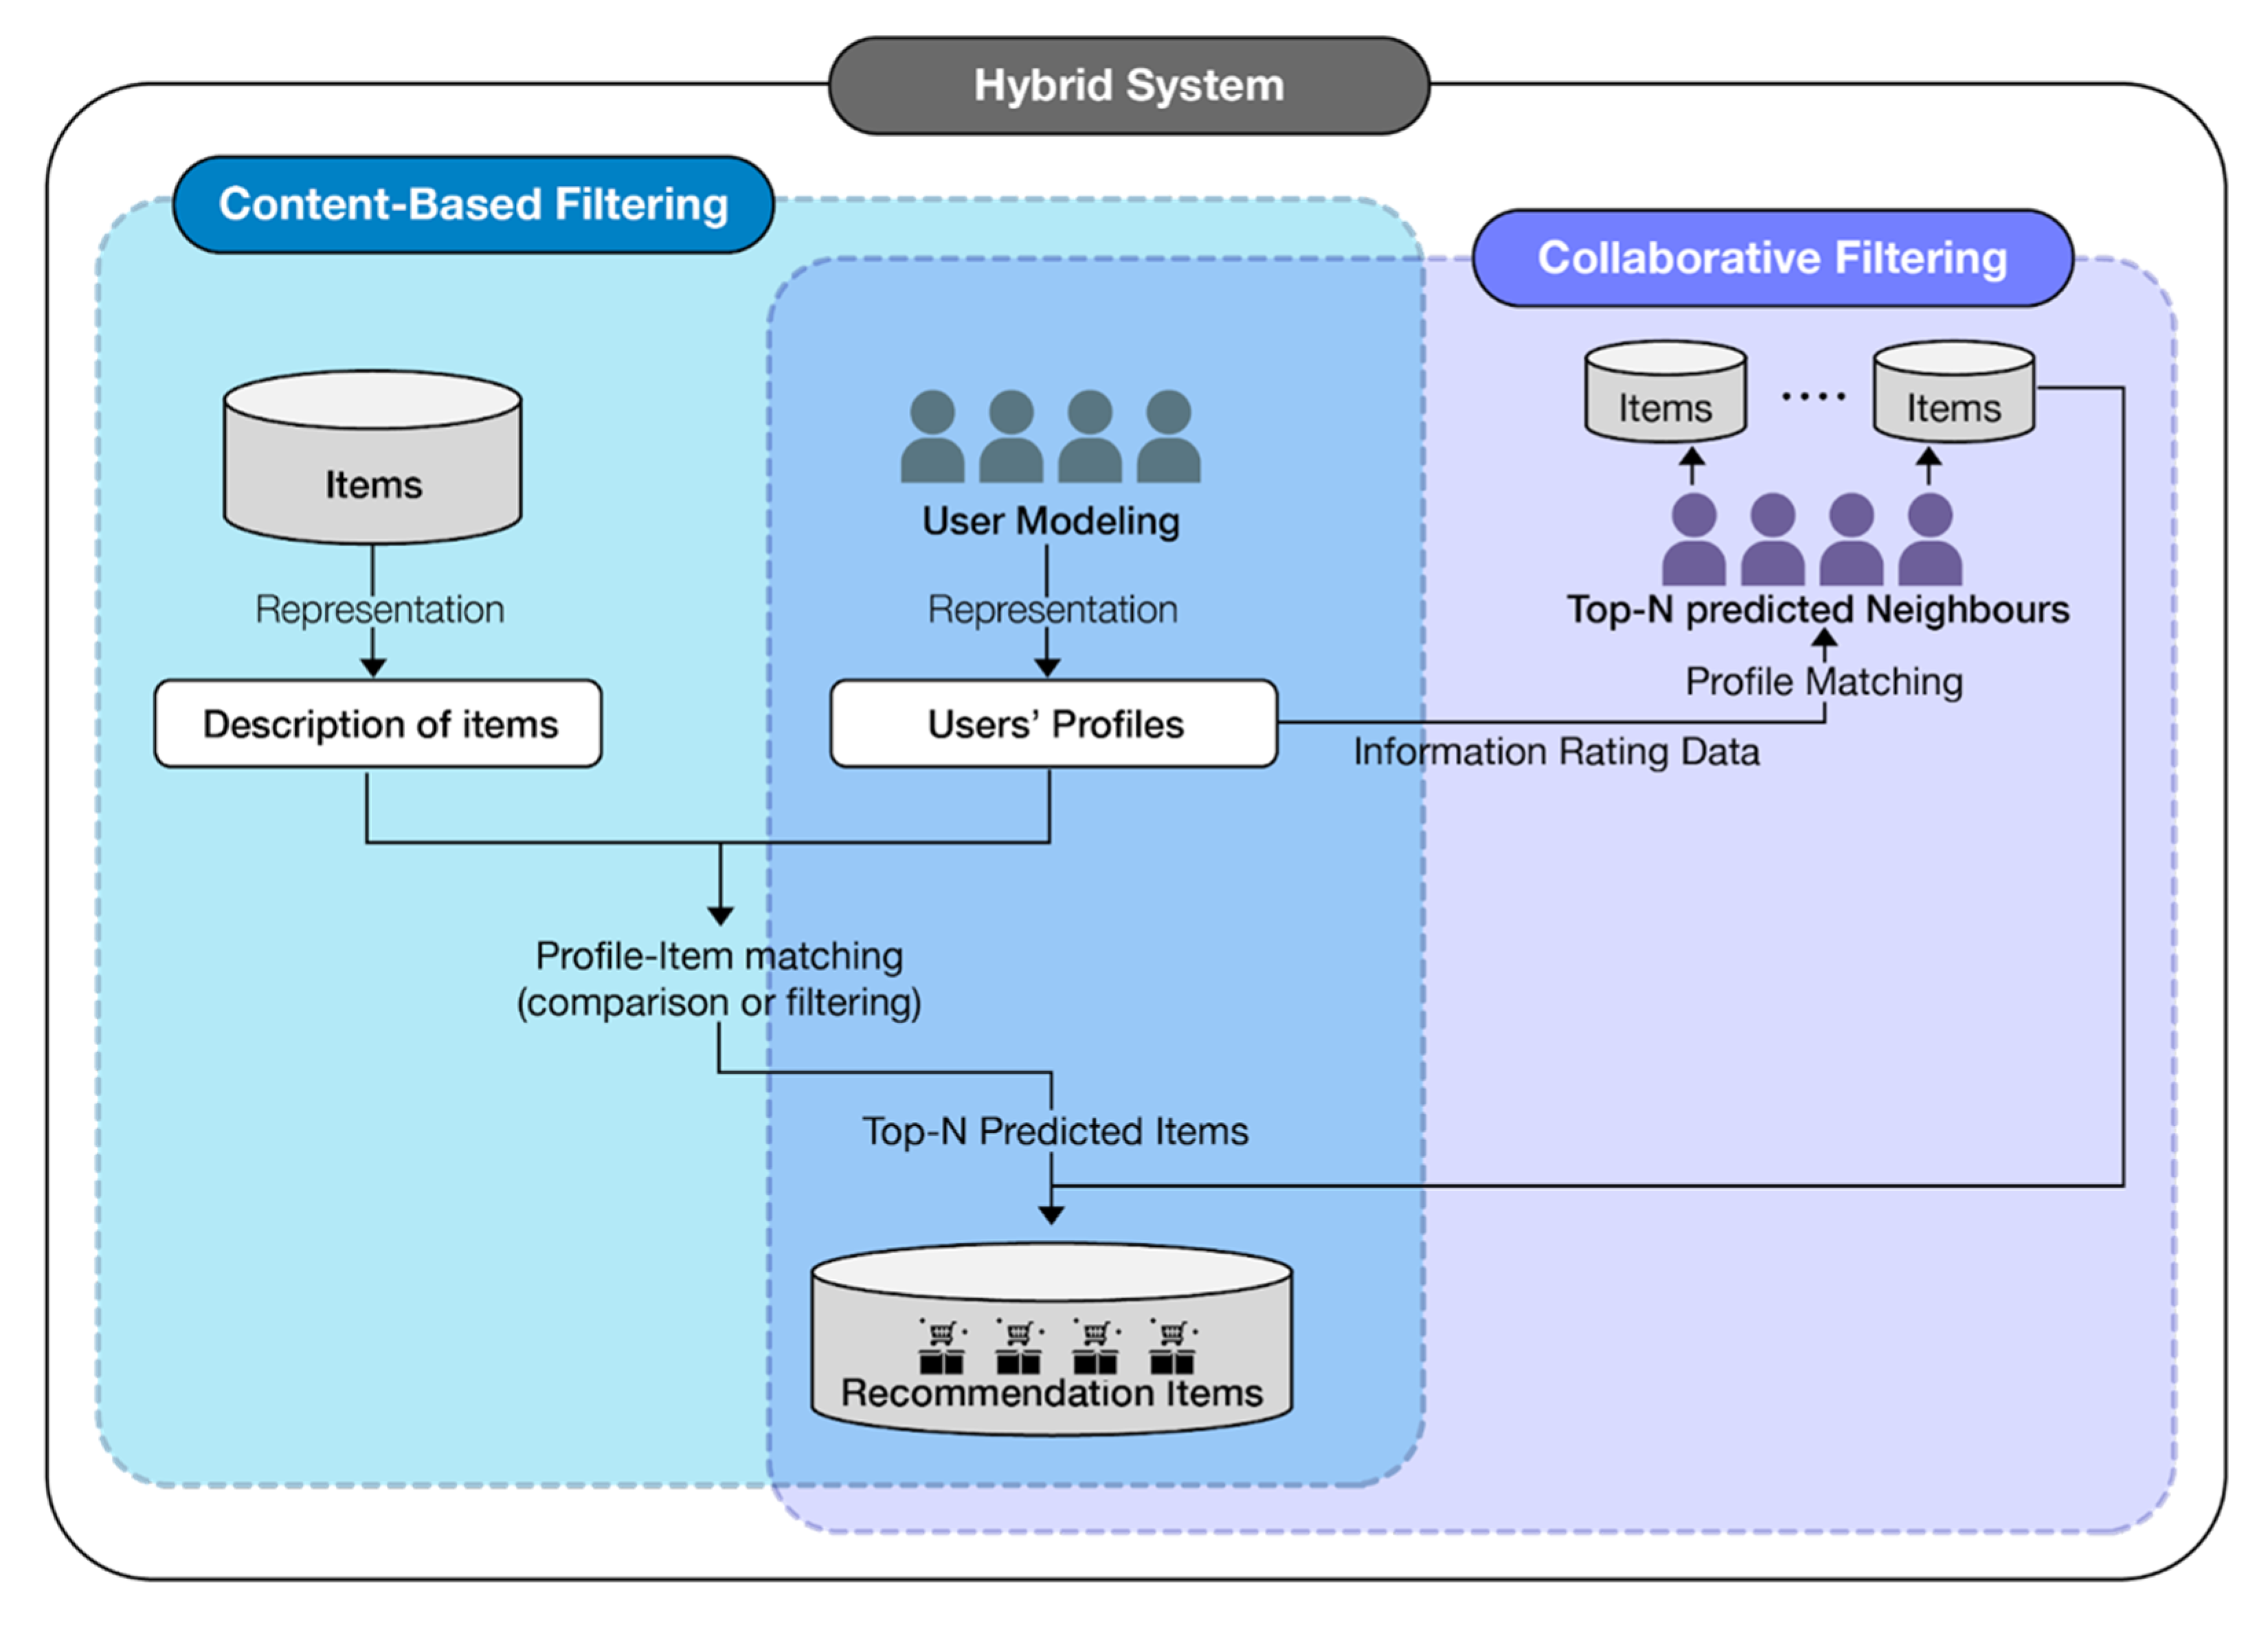 Hybrid System
Content-Based Filtering
Collaborative Filtering
Items
Items
....
Items
User Modeling
Representation
Representation
Top-N predicted Neighbours
Profile Matching
Description of items
Users’ Profiles
Information Rating Data
Profile-Item matching
(comparison or filtering)
Top-N Predicted Items
Recommendation Items